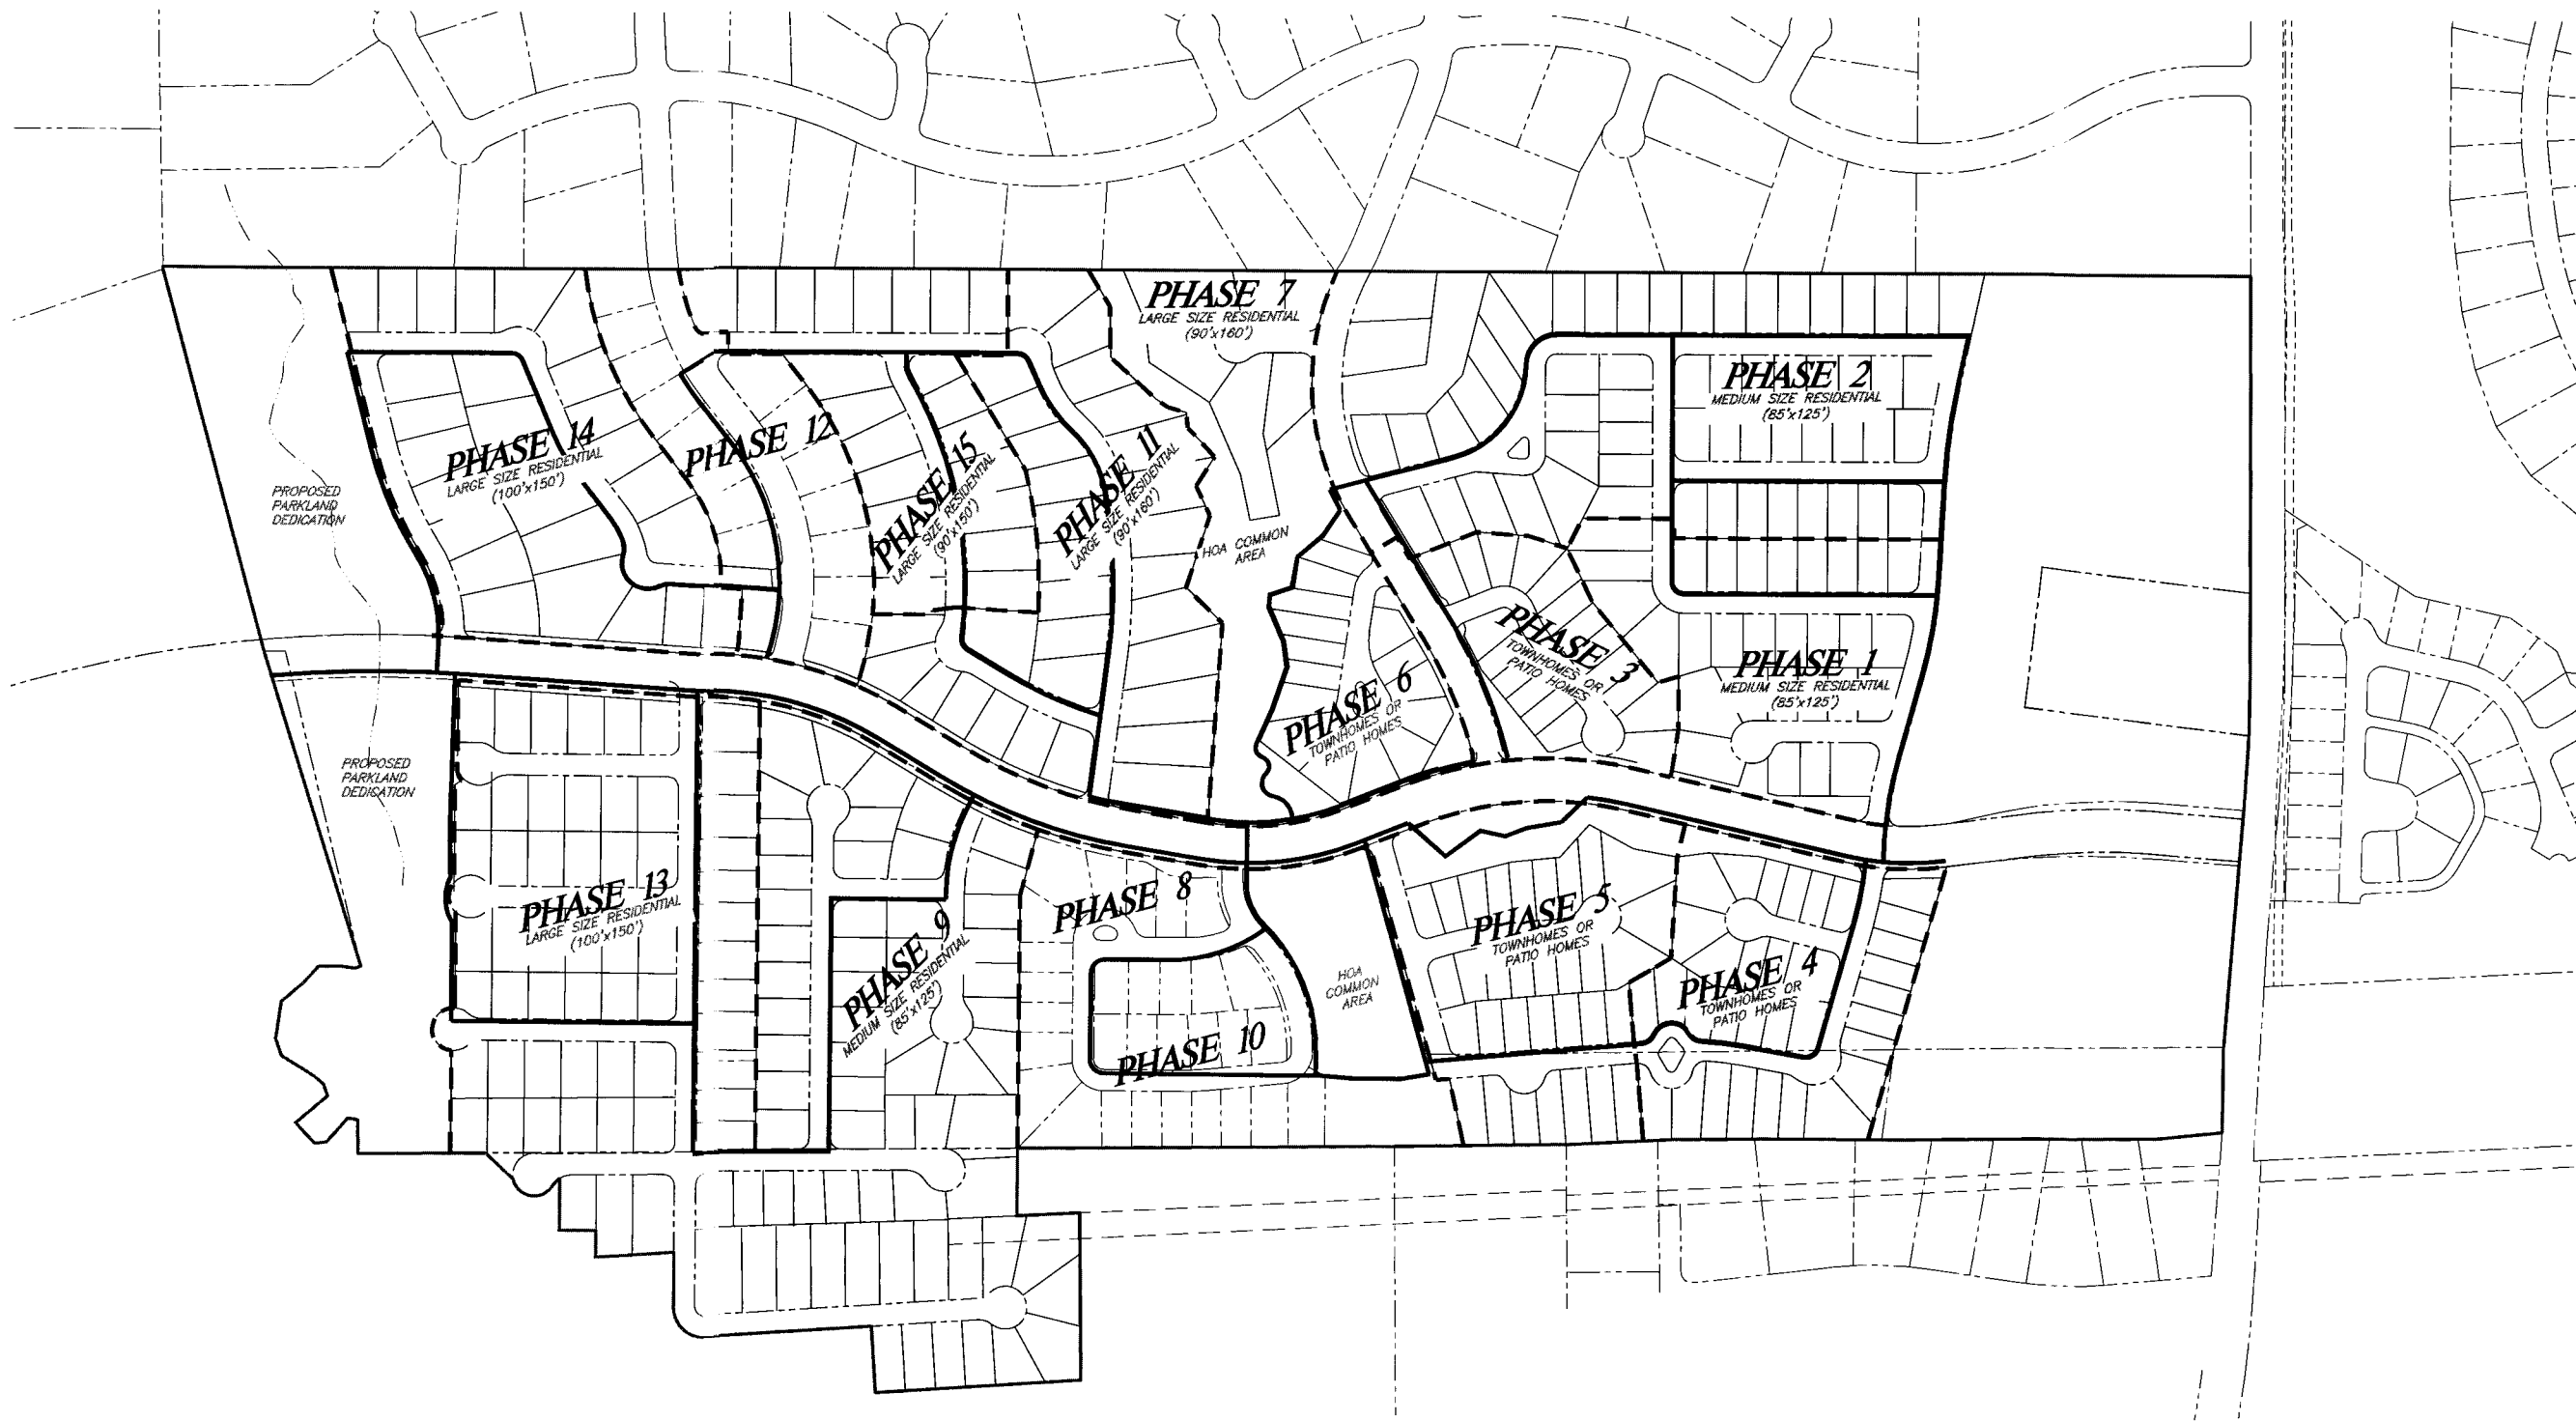 PHASE 7
LARGE SIZE RESIDENTIAL
(90'x160')
PHASE 2
MEDIUM SIZE RESIDENTIAL
(85'x125')
PHASE 14
LARGE SIZE RESIDENTIAL
(100'x150')
PHASE 12
PHASE 15
LARGE SIZE RESIDENTIAL
(90'x150')
PHASE 11
LARGE SIZE RESIDENTIAL
(90'x160')
PROPOSED
PARKLAND
DEDICATION
HOA COMMON
AREA
PHASE 3
TOWNHOMES OR
PATIO HOMES
PHASE 1
MEDIUM SIZE RESIDENTIAL
(85'x125')
PHASE 6
TOWNHOMES OR
PATIO HOMES
PROPOSED
PARKLAND
DEDICATION
PHASE 13
LARGE SIZE RESIDENTIAL
(100'x150')
PHASE 9
MEDIUM SIZE RESIDENTIAL
(85'x125')
PHASE 8
PHASE 5
TOWNHOMES OR
PATIO HOMES
HOA
COMMON
AREA
PHASE 4
TOWNHOMES OR
PATIO HOMES
PHASE 10